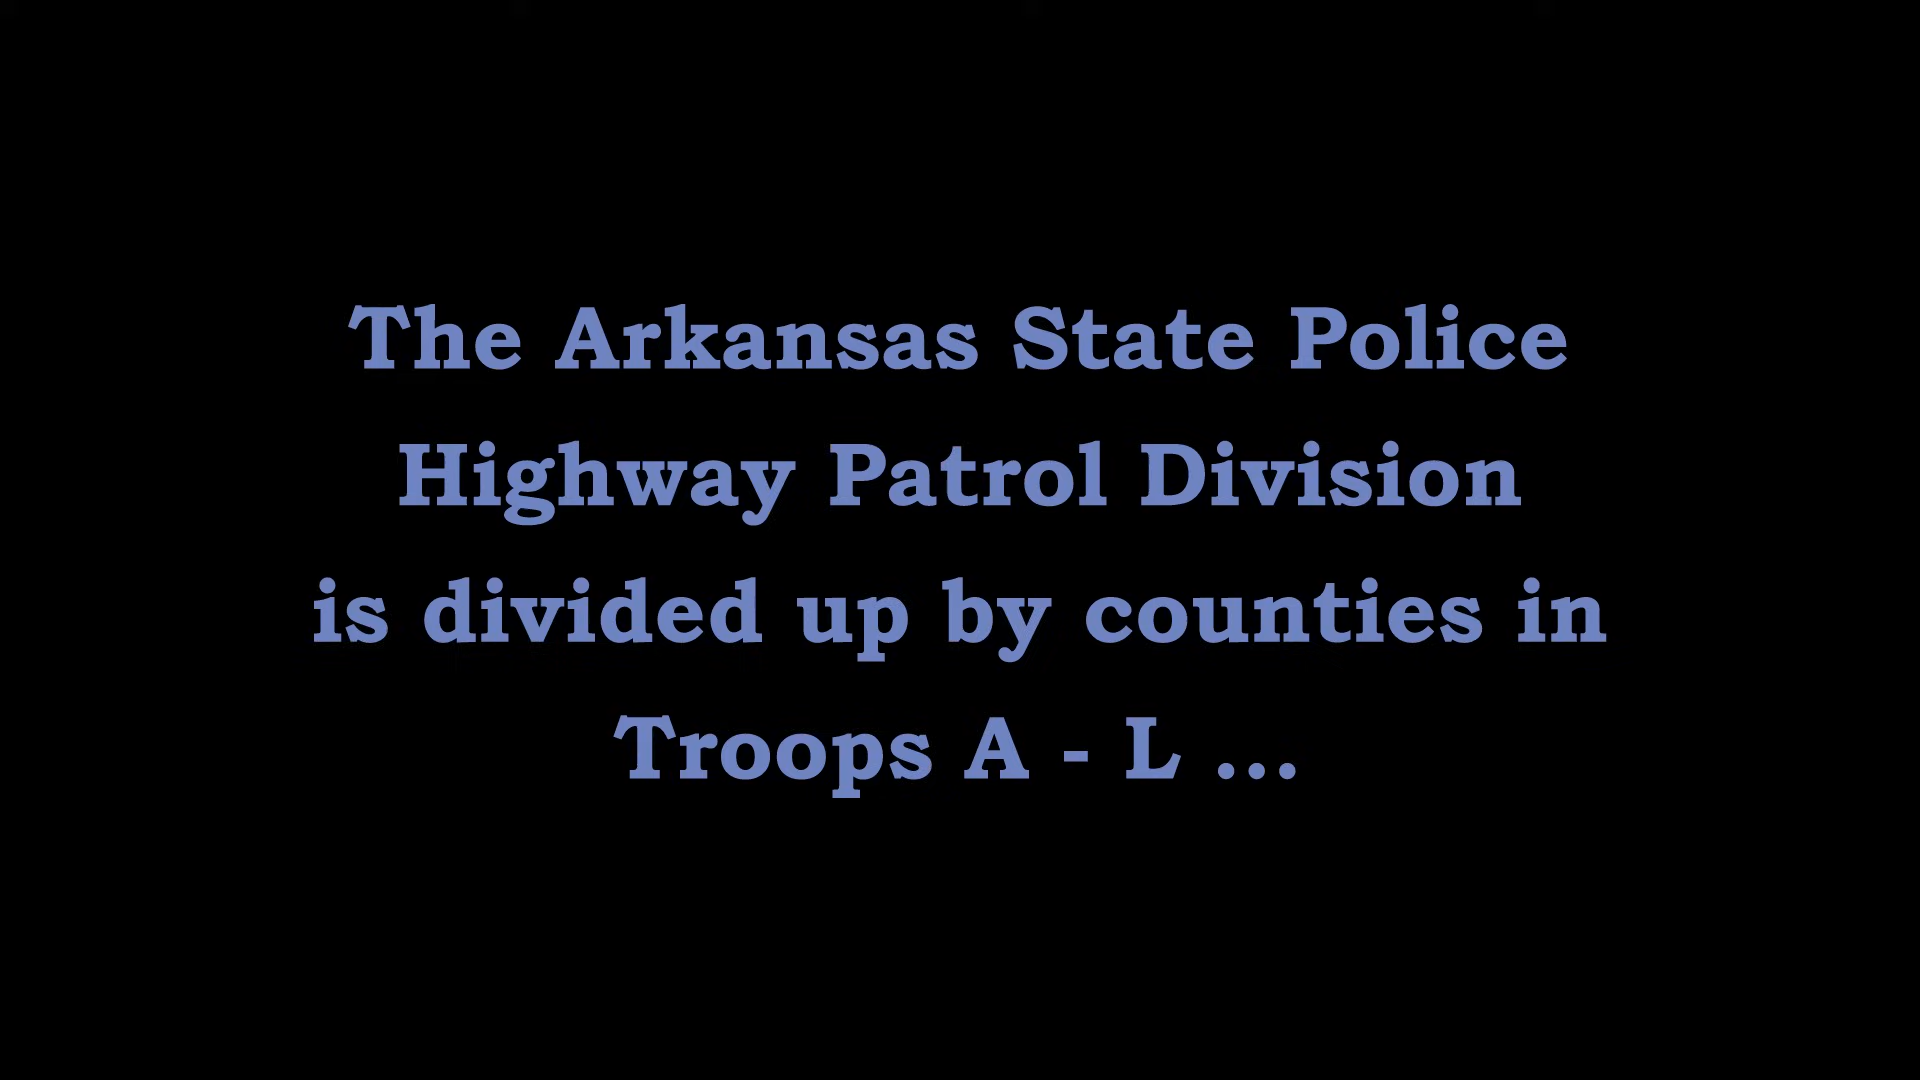 The Arkansas State Police
Highway Patrol Division
is divided up by counties in
Troops A - L ...